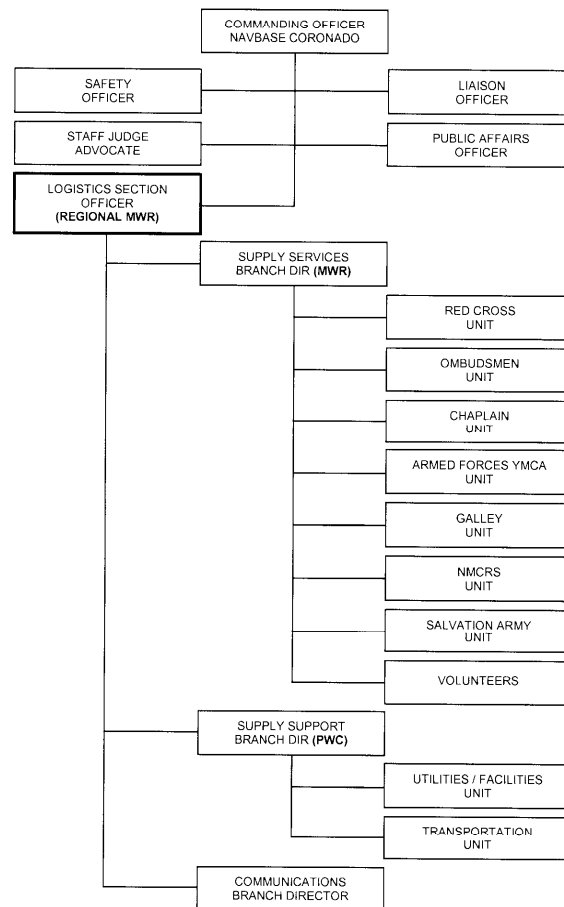 COMMANDING OFFICER
NAVBASE CORONADO
SAFETY
OFFICER
LIAISON
OFFICER
STAFF JUDGE
ADVOCATE
PUBLIC AFFAIRS
OFFICER
LOGISTICS SECTION
OFFICER
(REGIONAL MWR)
SUPPLY SERVICES
BRANCH DIR (MWR)
RED CROSS
UNIT
OMBUDSMEN
UNIT
CHAPLAIN
UNIT
ARMED FORCES YMCA
UNIT
GALLEY
UNIT
NMCRS
UNIT
SALVATION ARMY
UNIT
VOLUNTEERS
SUPPLY SUPPORT
BRANCH DIR (PWC)
UTILITIES / FACILITIES
UNIT
TRANSPORTATION
UNIT
COMMUNICATIONS
BRANCH DIRECTOR